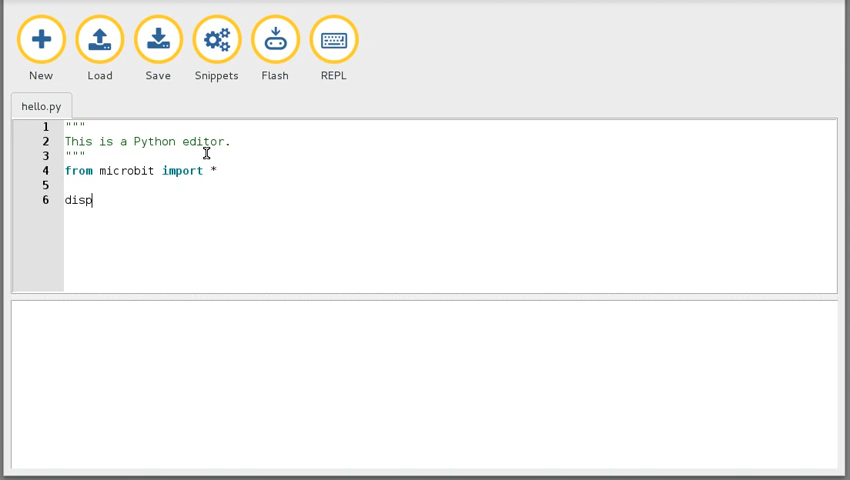 New Load Save Snippets Flash REPL
hello.py
1 """
2 This is a Python editor.
3 """
4 from microbit import *
5
6 disp